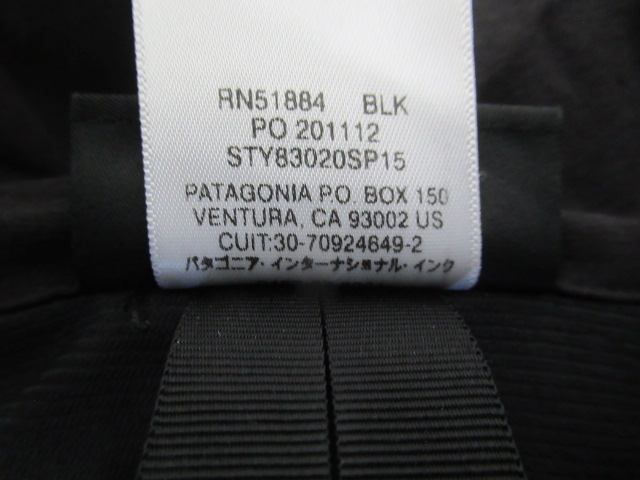 RN51884 BLK
PO 201112
STY83020SP15
PATAGONIA P.O. BOX 150
VENTURA, CA 93002 US
CUIT:30-70924649-2
パタゴニア・インターナショナル・インク